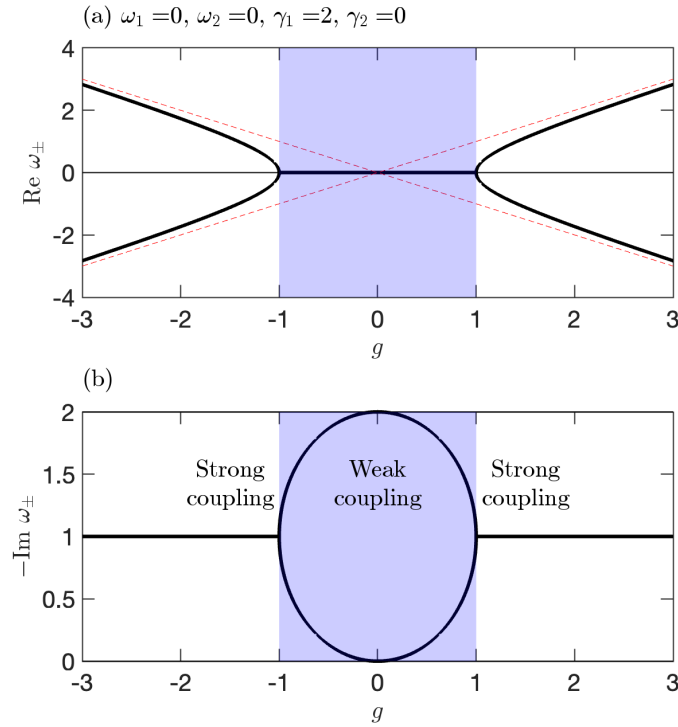 (a) ω₁ =0, ω₂ =0, γ₁ =2, γ₂ =0
4
2
0
-2
-4
Re ω±
-3 -2 -1 0 1 2 3
g
(b)
2
1.5
1
0.5
0
−Im ω±
Strong
coupling
Weak
coupling
Strong
coupling
-3 -2 -1 0 1 2 3
g